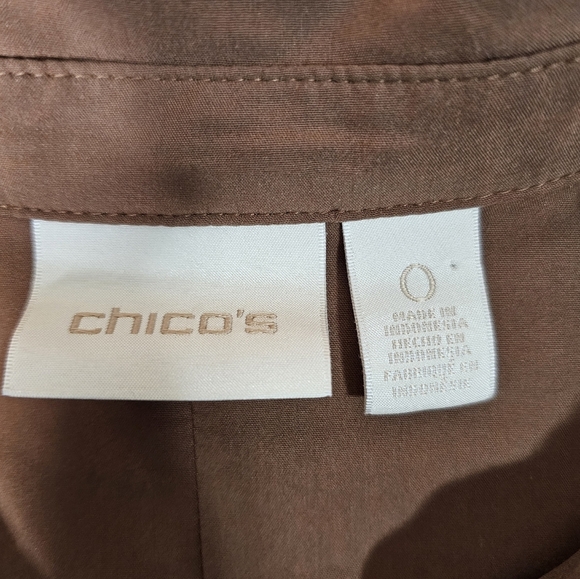 chico's
0
MADE IN
INDONESIA
HECHO EN
INDONESIA
FABRIQUE EN
INDONESIE